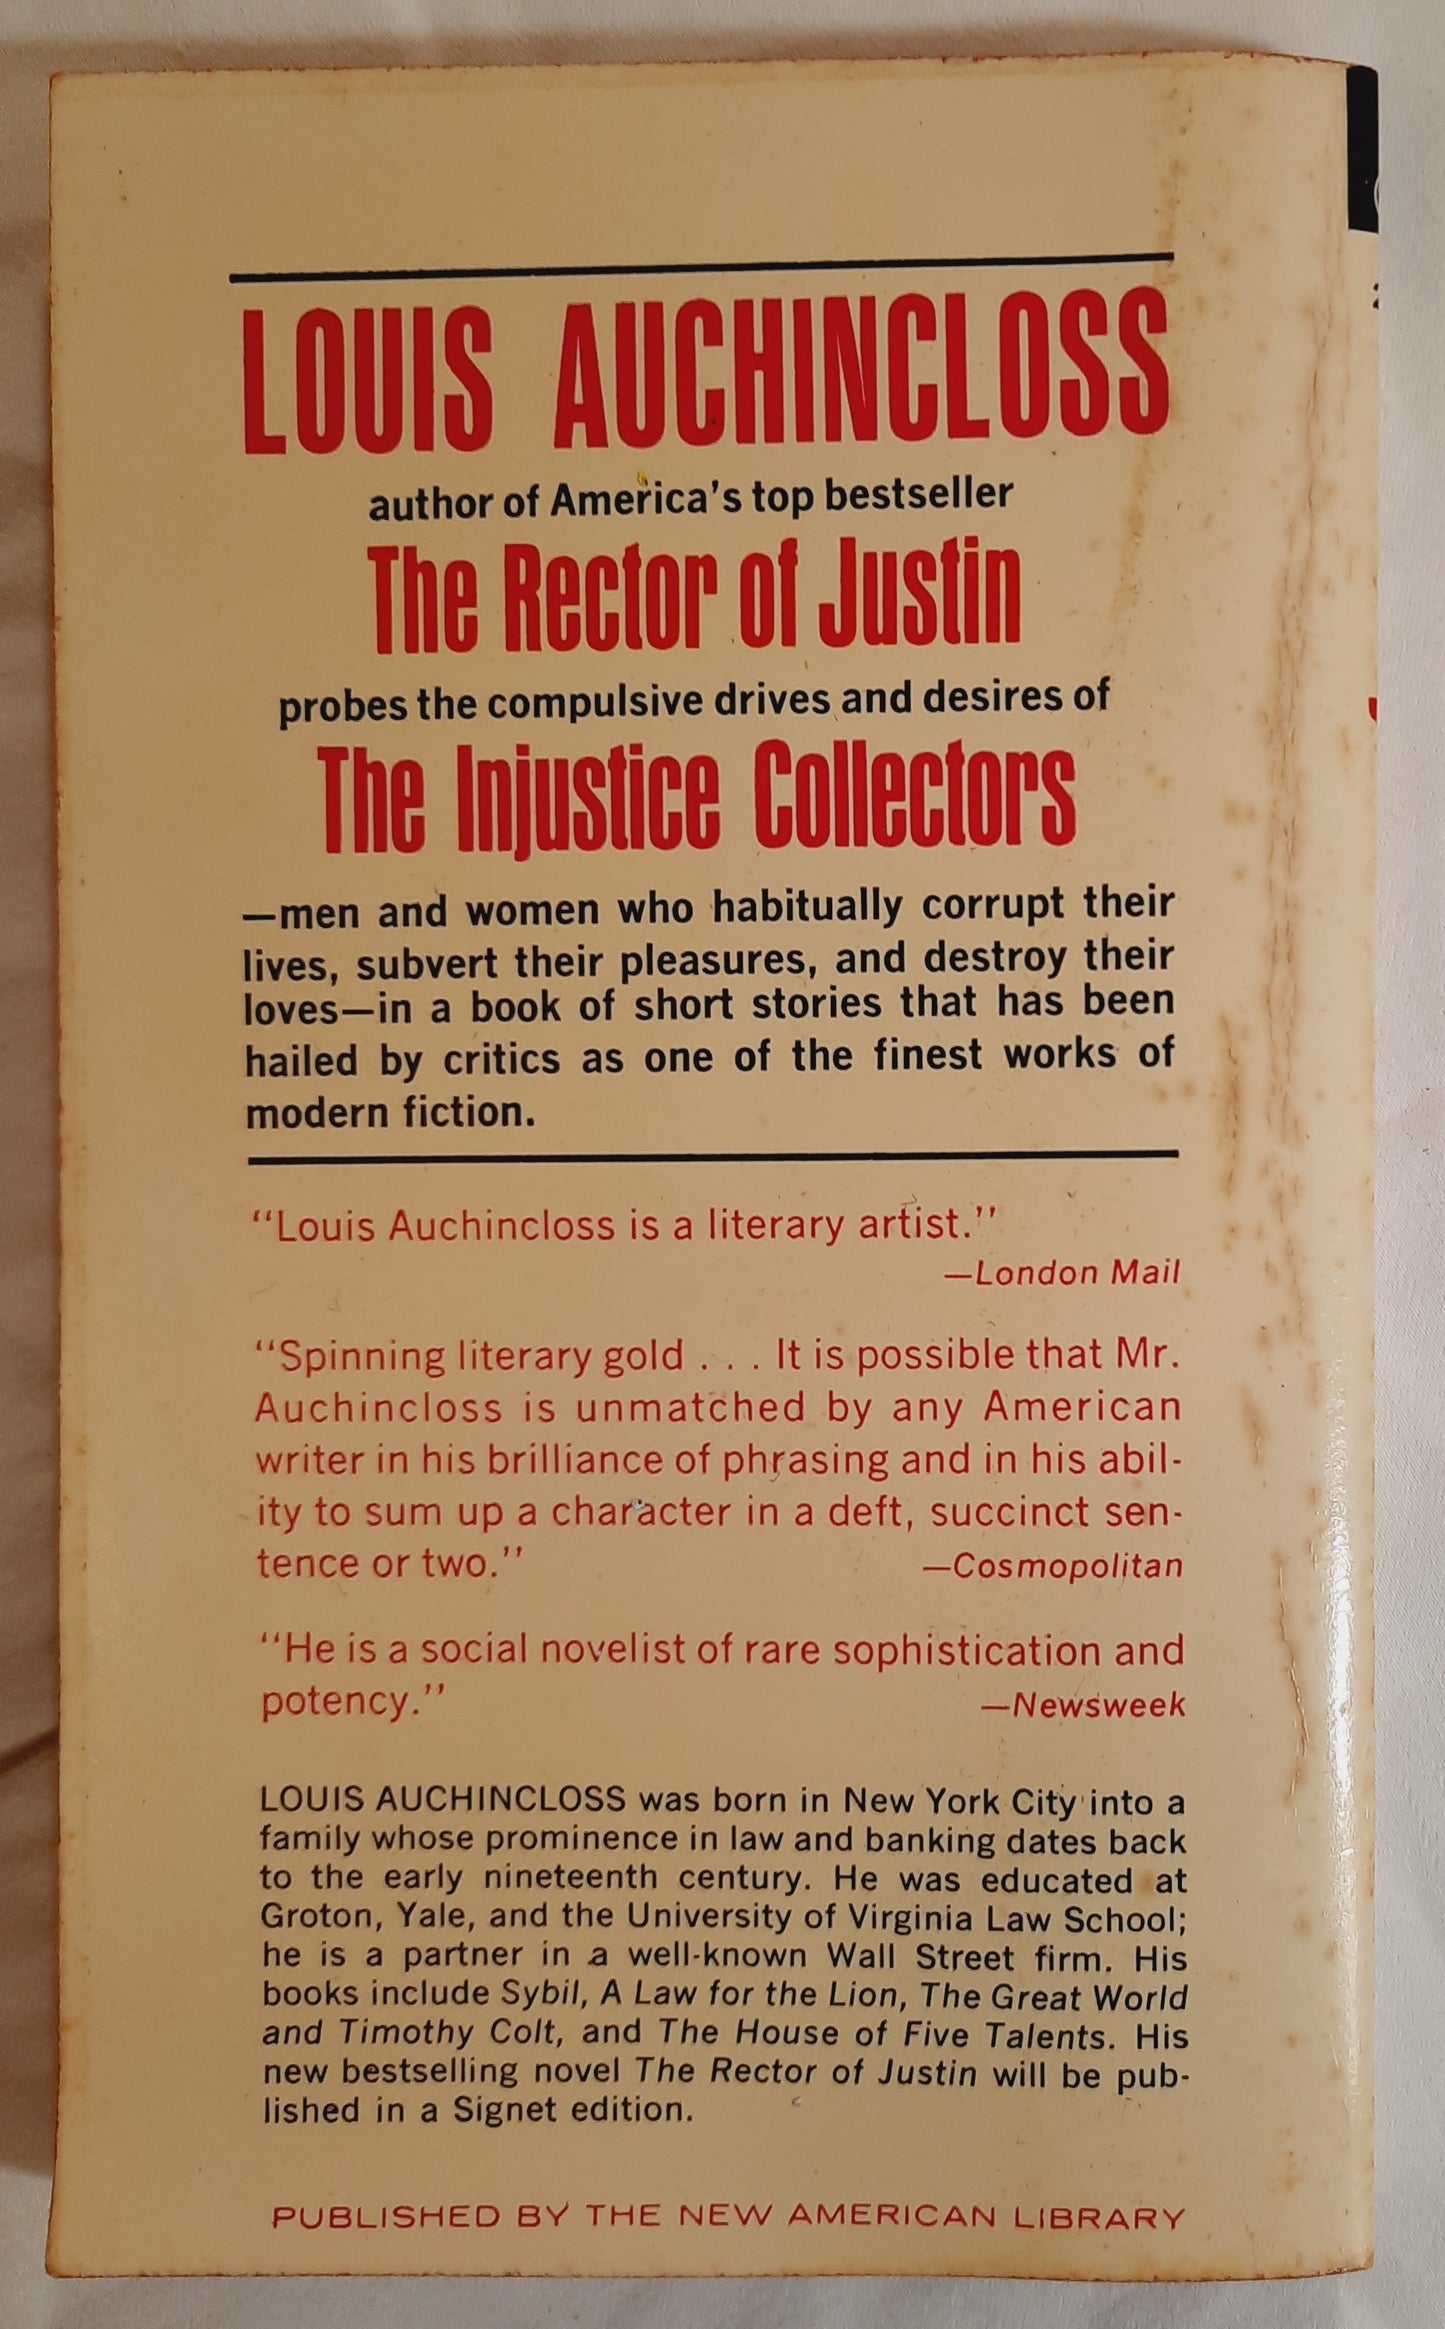 LOUIS AUCHINCLOSS
author of America's top bestseller
The Rector of Justin
probes the compulsive drives and desires of
The Injustice Collectors
—men and women who habitually corrupt their
lives, subvert their pleasures, and destroy their
loves—in a book of short stories that has been
hailed by critics as one of the finest works of
modern fiction.
"Louis Auchincloss is a literary artist."
—London Mail
"Spinning literary gold . . . It is possible that Mr.
Auchincloss is unmatched by any American
writer in his brilliance of phrasing and in his abil-
ity to sum up a character in a deft, succinct sen-
tence or two." —Cosmopolitan
"He is a social novelist of rare sophistication and
potency." —Newsweek
LOUIS AUCHINCLOSS was born in New York City into a
family whose prominence in law and banking dates back
to the early nineteenth century. He was educated at
Groton, Yale, and the University of Virginia Law School;
he is a partner in a well-known Wall Street firm. His
books include Sybil, A Law for the Lion, The Great World
and Timothy Colt, and The House of Five Talents. His
new bestselling novel The Rector of Justin will be pub-
lished in a Signet edition.
PUBLISHED BY THE NEW AMERICAN LIBRARY